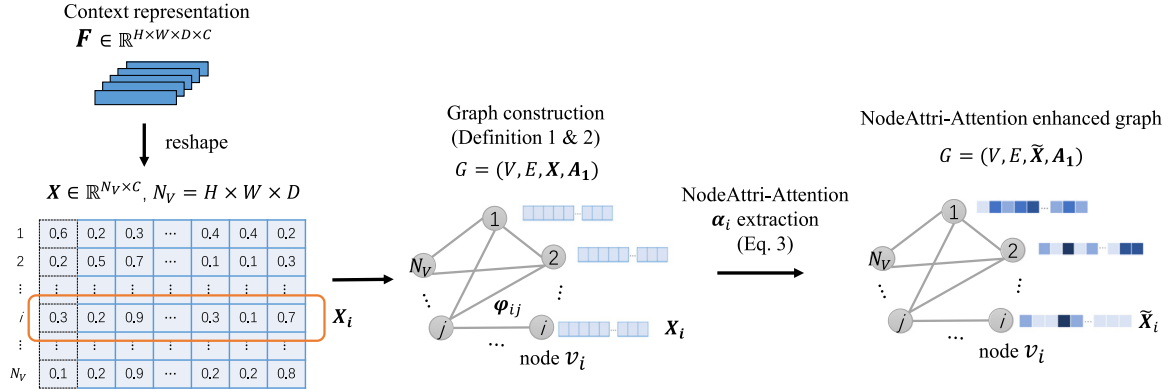 Context representation
F ∈ ℝ^{H×W×D×C}
reshape
X ∈ ℝ^{N_V×C}, N_V = H × W × D
1 0.6 0.2 0.3 ⋯ 0.4 0.4 0.2
2 0.2 0.5 0.7 ⋯ 0.1 0.1 0.3
⋮ ⋮ ⋮ ⋮ ⋮ ⋮ ⋮
i 0.3 0.2 0.9 ⋯ 0.3 0.1 0.7 X_i
⋮ ⋮ ⋮ ⋮ ⋮ ⋮ ⋮
N_V 0.1 0.2 0.9 ⋯ 0.2 0.2 0.8
Graph construction
(Definition 1 & 2)
G = (V, E, X, A_1)
1 ...
N_V 2 ...
⋮ ⋮
φ_{ij}
j i ... X_i
⋯
node v_i
NodeAttri-Attention
α_i extraction
(Eq. 3)
NodeAttri-Attention enhanced graph
G = (V, E, X̃, A_1)
1 ...
N_V 2 ...
⋮ ⋮
j i ... X̃_i
⋯
node v_i